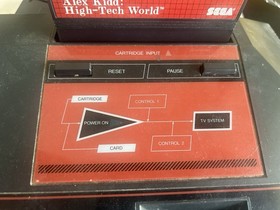 Alex Kidd:
High-Tech World™
SEGA
CARTRIDGE INPUT
RESET
PAUSE
CARTRIDGE
CONTROL 1
POWER ON
TV SYSTEM
CONTROL 2
CARD